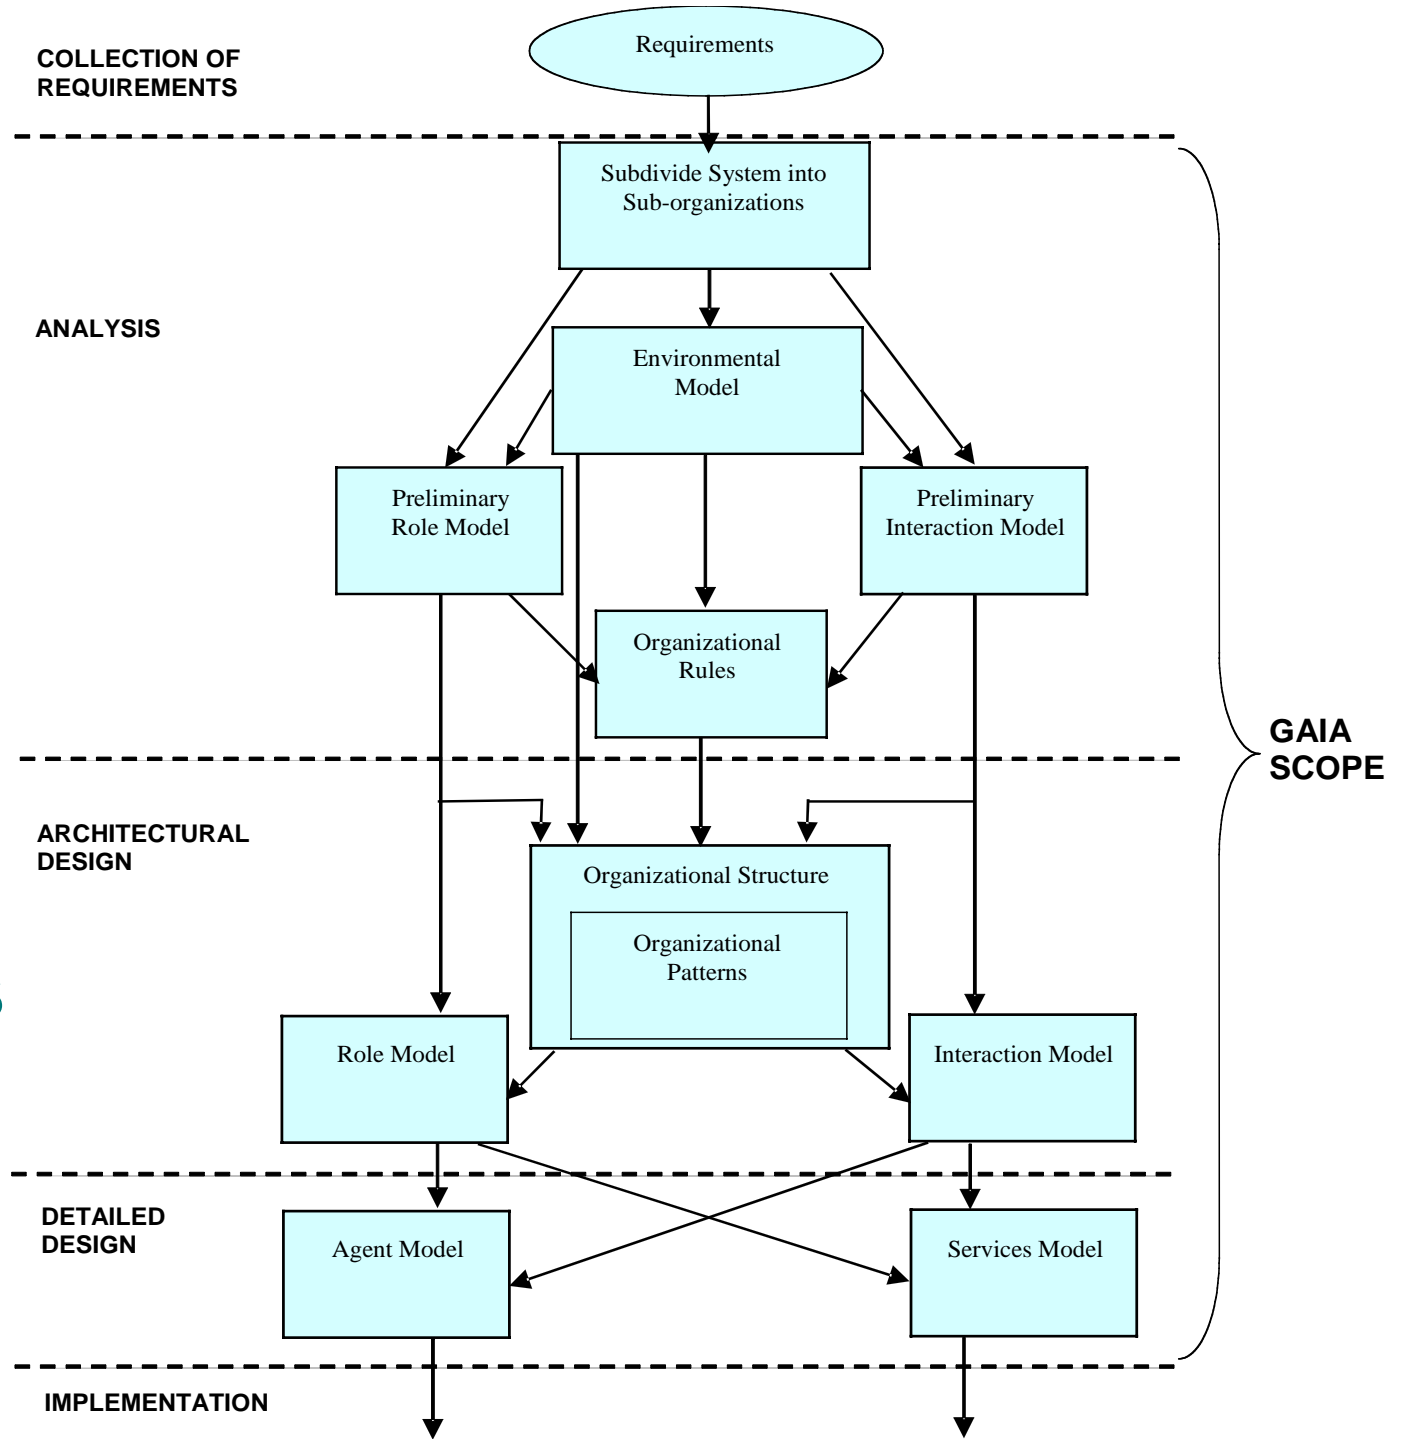 Requirements
COLLECTION OF
REQUIREMENTS
Subdivide System into
Sub-organizations
ANALYSIS
Environmental
Model
Preliminary
Role Model
Preliminary
Interaction Model
Organizational
Rules
GAIA
SCOPE
ARCHITECTURAL
DESIGN
Organizational Structure
Organizational
Patterns
Role Model
Interaction Model
DETAILED
DESIGN
Agent Model
Services Model
IMPLEMENTATION